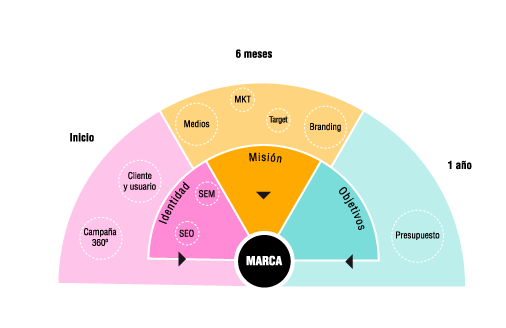 6 meses
MKT
Medios
Target
Branding
Inicio
Misión
1 año
Cliente
y usuario
Identidad
SEM
Objetivos
Campaña
360º
SEO
Presupuesto
MARCA